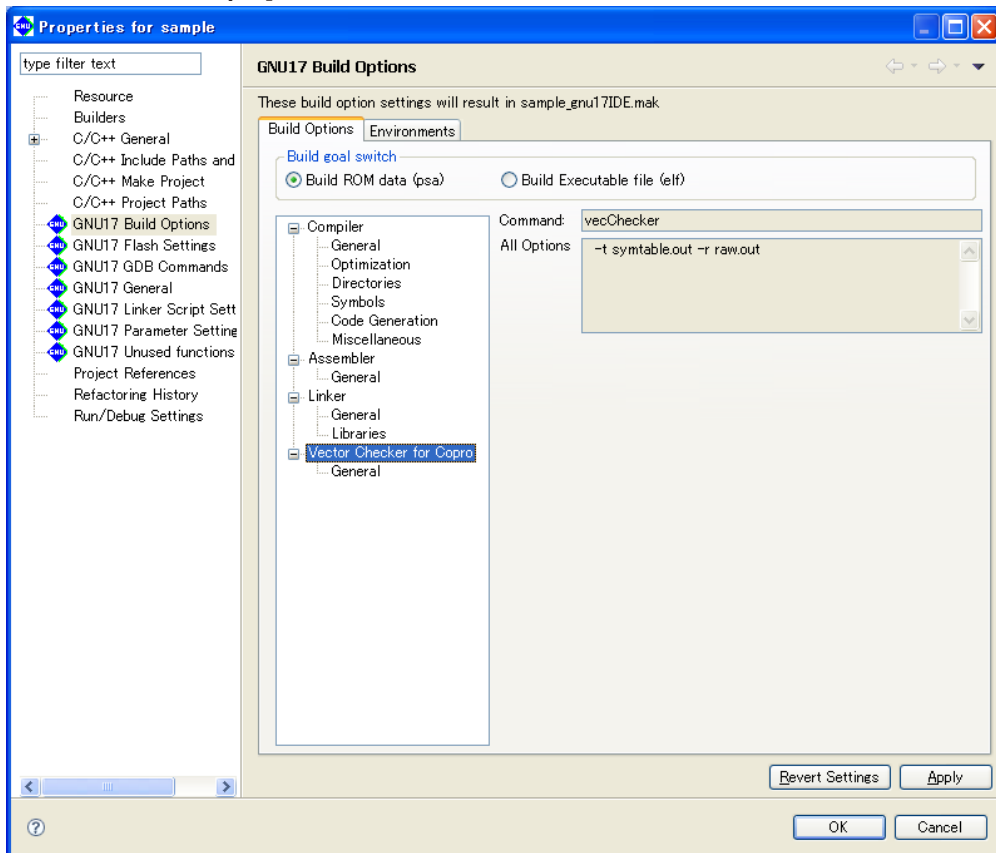 Properties for sample
type filter text
Resource
Builders
C/C++ General
C/C++ Include Paths and
C/C++ Make Project
C/C++ Project Paths
GNU17 Build Options
GNU17 Flash Settings
GNU17 GDB Commands
GNU17 General
GNU17 Linker Script Sett
GNU17 Parameter Setting
GNU17 Unused functions
Project References
Refactoring History
Run/Debug Settings
GNU17 Build Options
These build option settings will result in sample_gnu17IDE.mak
Build Options Environments
Build goal switch
Build ROM data (psa) Build Executable file (elf)
Compiler
General
Optimization
Directories
Symbols
Code Generation
Miscellaneous
Assembler
General
Linker
General
Libraries
Vector Checker for Copro
General
Command: vecChecker
All Options -t symtable.out -r raw.out
Revert Settings Apply
OK Cancel